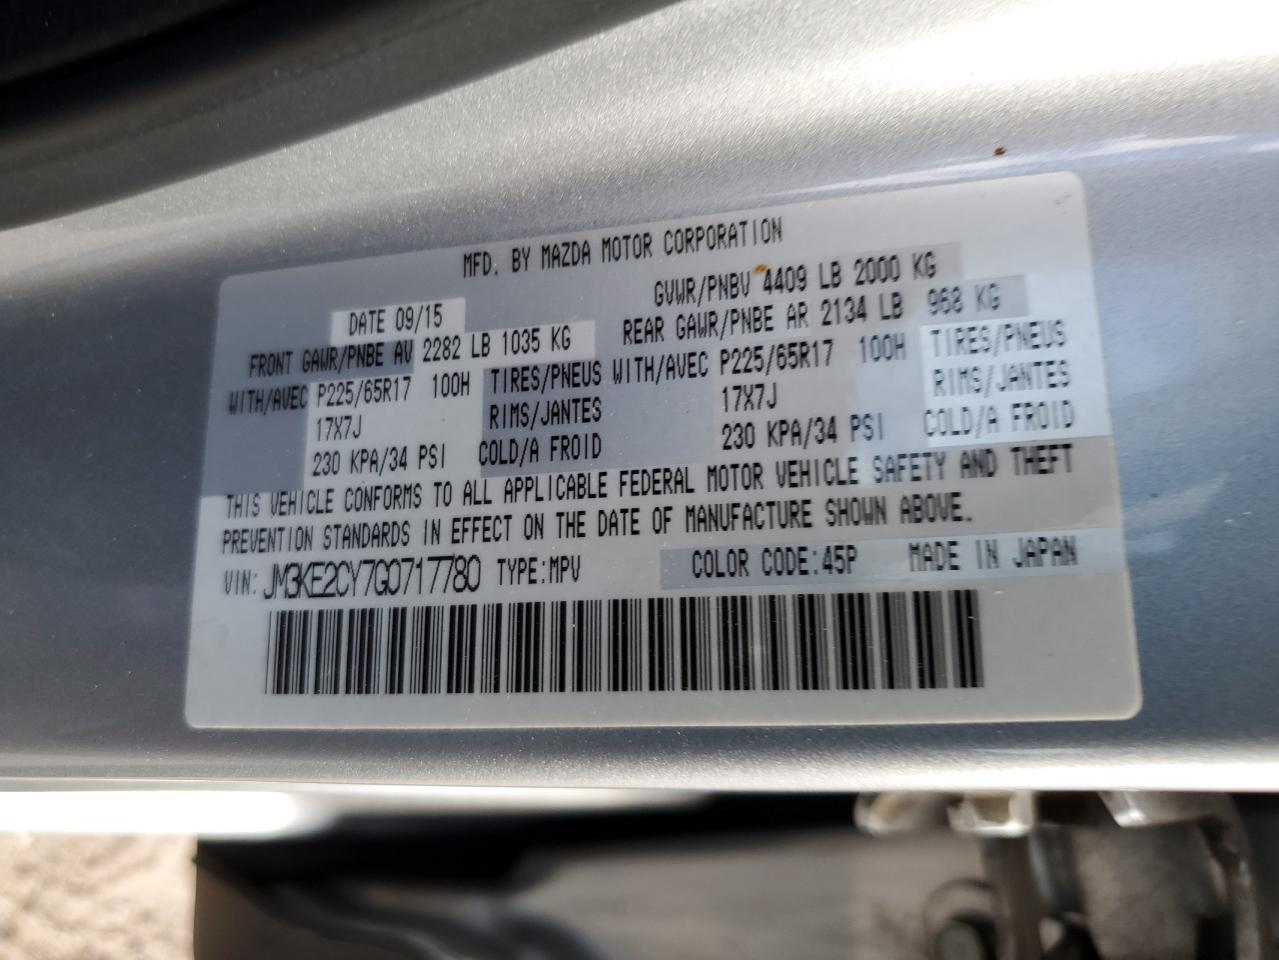 MFD. BY MAZDA MOTOR CORPORATION
DATE 09/15 GVWR/PNBV 4409 LB 2000 KG
FRONT GAWR/PNBE AV 2282 LB 1035 KG REAR GAWR/PNBE AR 2134 LB 968 KG
WITH/AVEC P225/65R17 100H TIRES/PNEUS WITH/AVEC P225/65R17 100H TIRES/PNEUS
17X7J RIMS/JANTES 17X7J RIMS/JANTES
230 KPA/34 PSI COLD/A FROID 230 KPA/34 PSI COLD/A FROID
THIS VEHICLE CONFORMS TO ALL APPLICABLE FEDERAL MOTOR VEHICLE SAFETY AND THEFT
PREVENTION STANDARDS IN EFFECT ON THE DATE OF MANUFACTURE SHOWN ABOVE.
VIN: JM3KE2CY7G0717780 TYPE:MPV COLOR CODE:45P MADE IN JAPAN